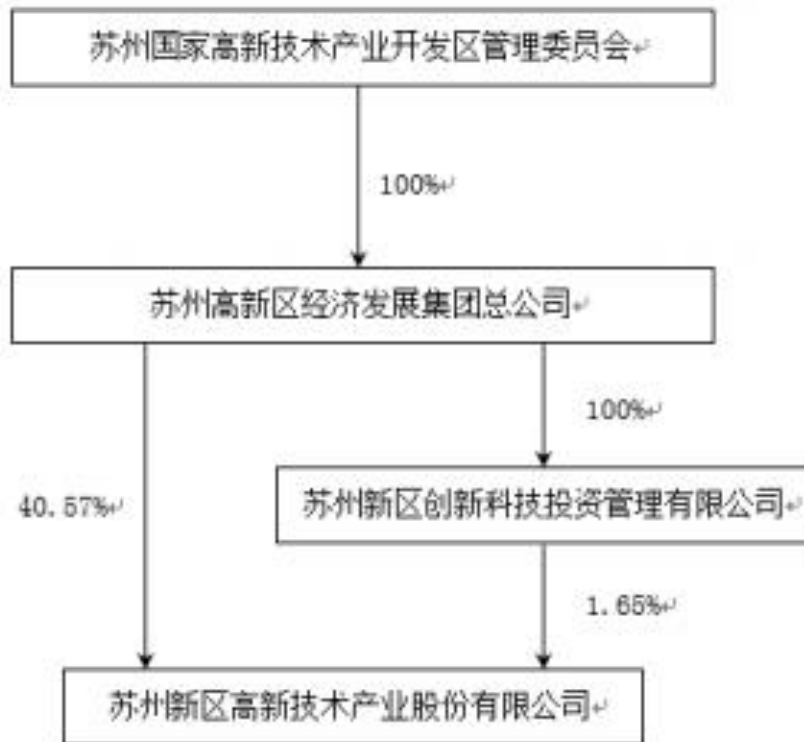 苏州国家高新技术产业开发区管理委员会
100%
苏州高新区经济发展集团总公司
100%
40.57%
苏州新区创新科技投资管理有限公司
1.65%
苏州新区高新技术产业股份有限公司